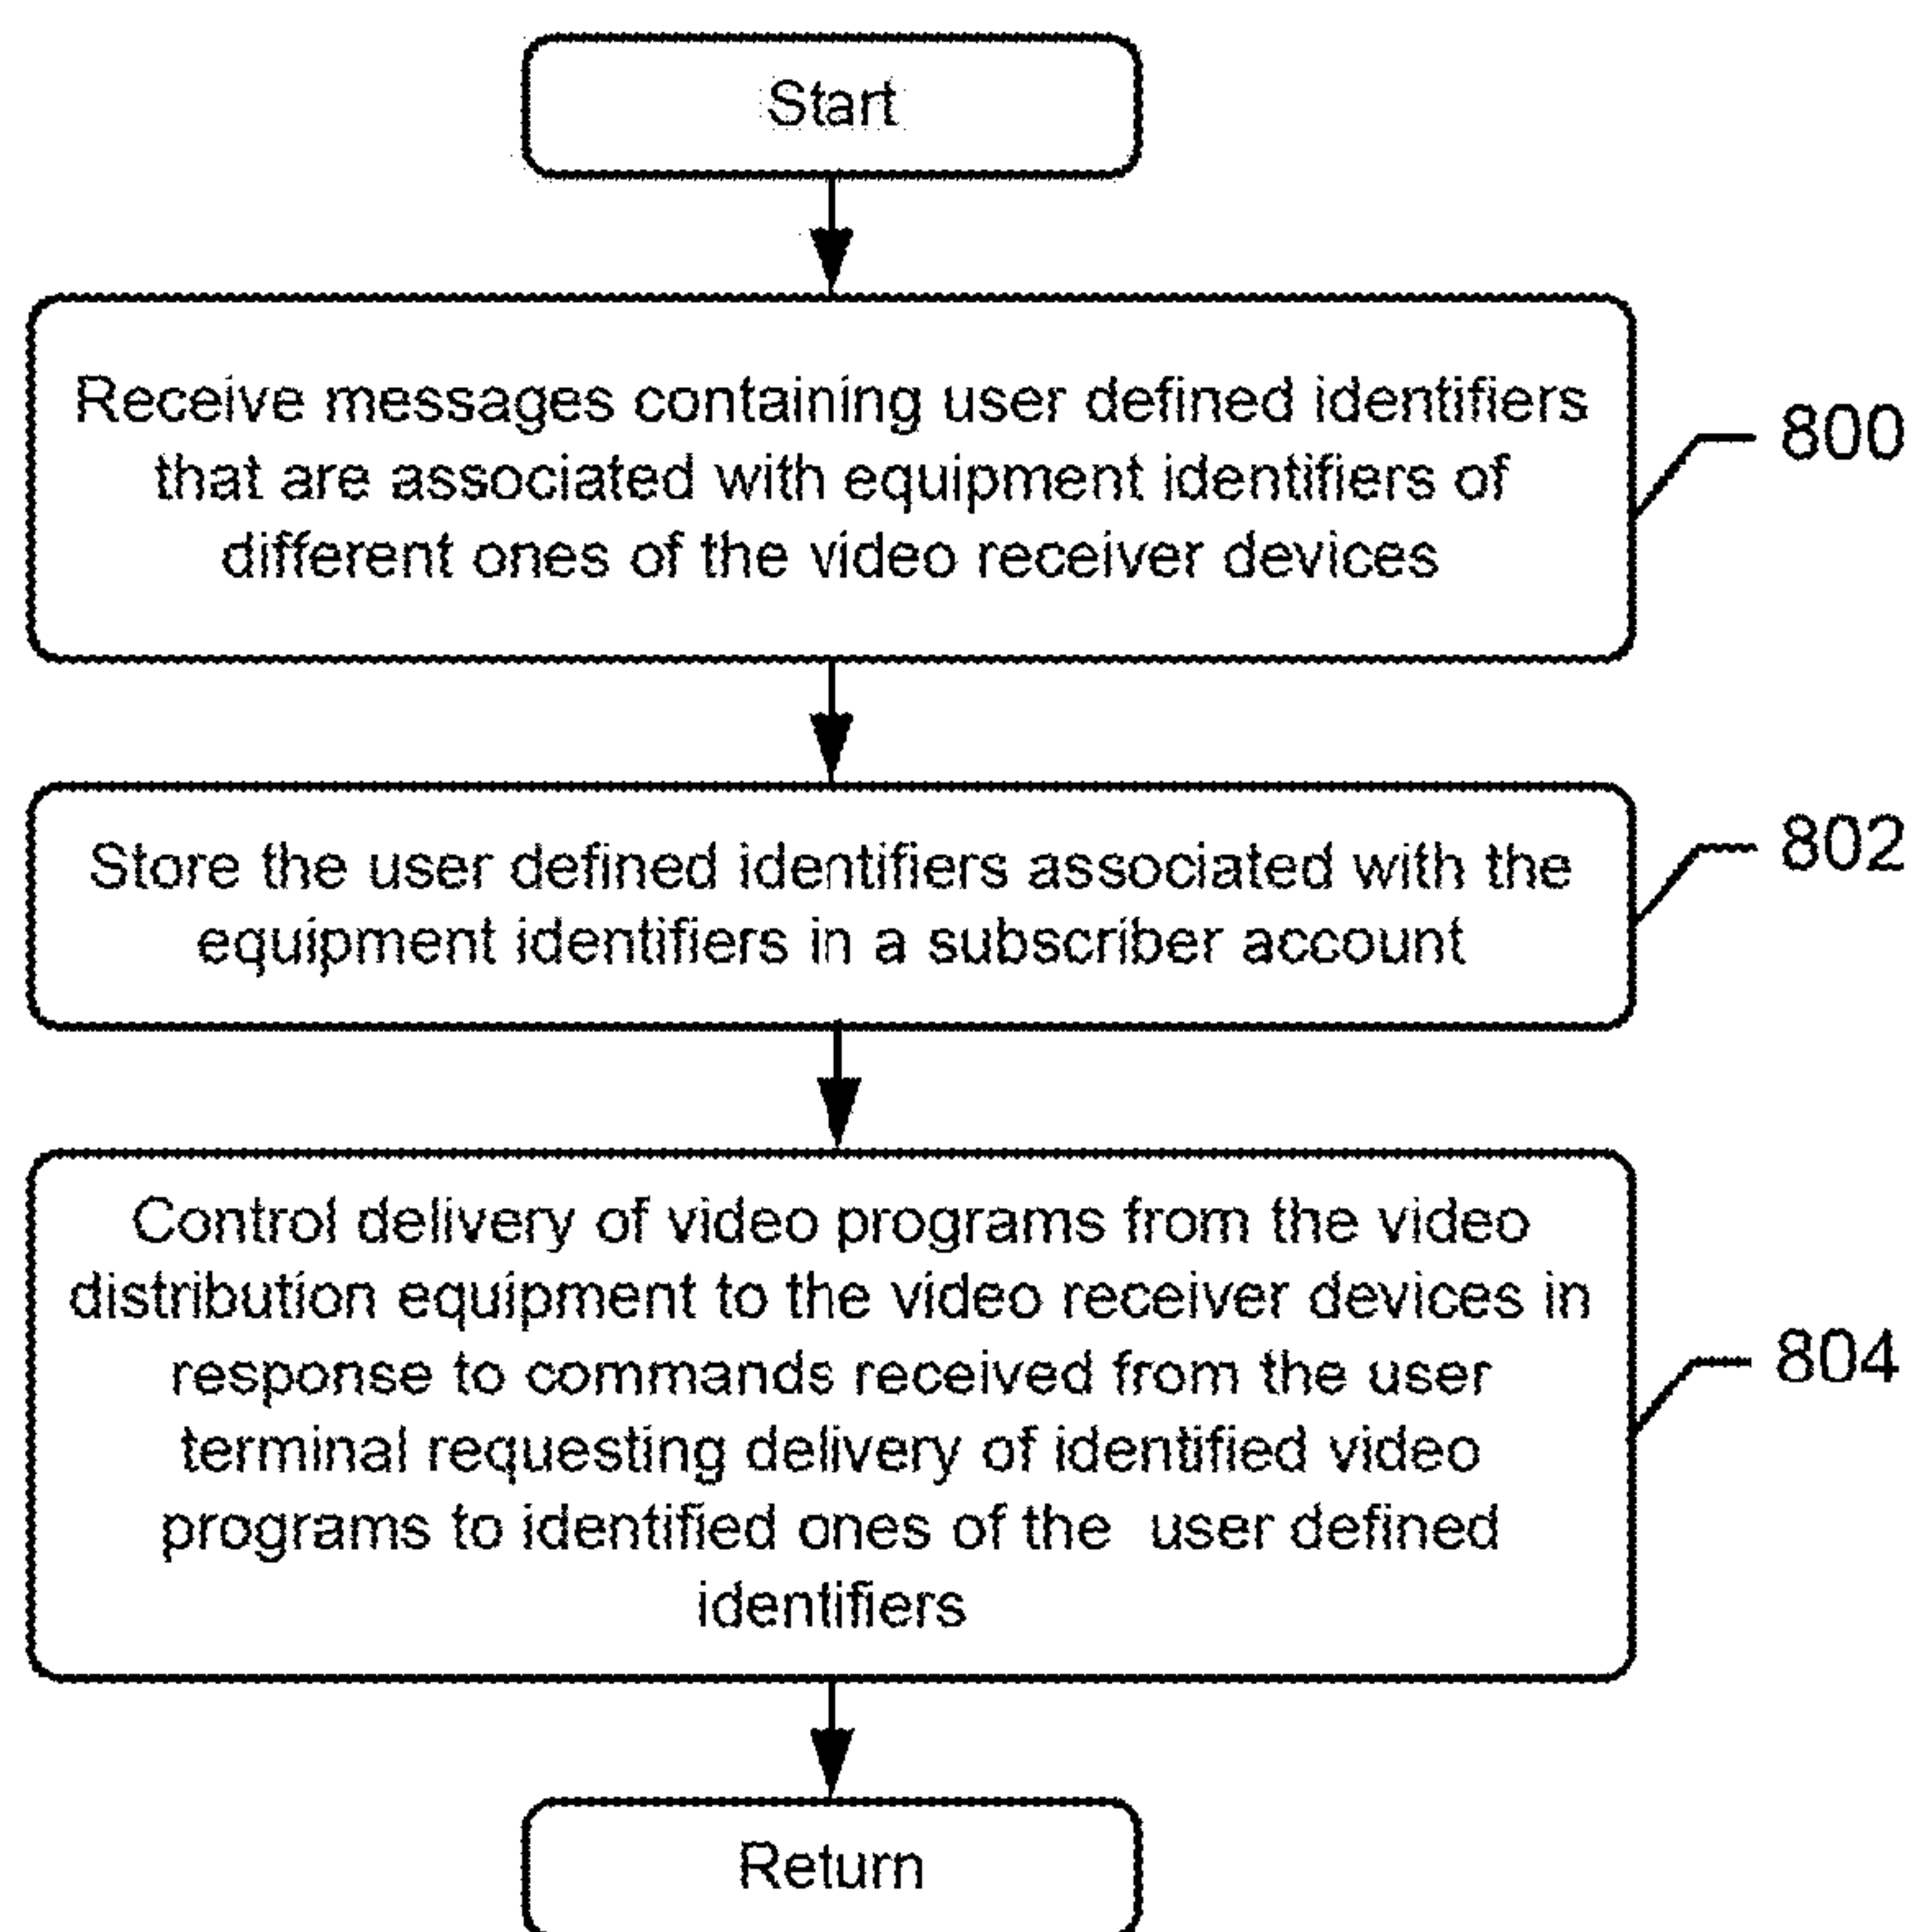 Start
Receive messages containing user defined identifiers
that are associated with equipment identifiers of
different ones of the video receiver devices
800
Store the user defined identifiers associated with the
equipment identifiers in a subscriber account
802
Control delivery of video programs from the video
distribution equipment to the video receiver devices in
response to commands received from the user
terminal requesting delivery of identified video
programs to identified ones of the user defined
identifiers
804
Return